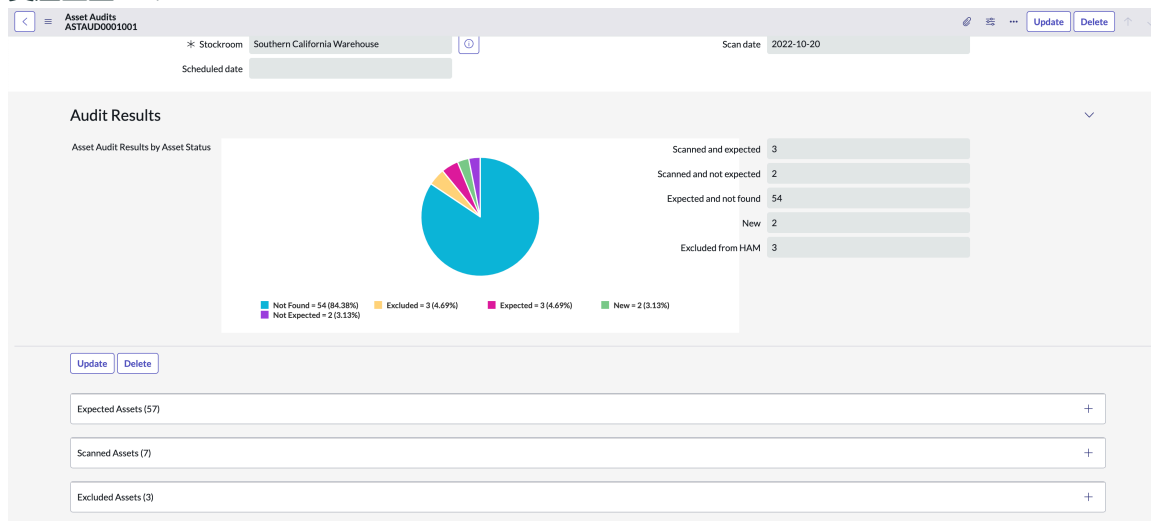 Asset Audits
ASTAUD0001001
Update
Delete
Stockroom
Southern California Warehouse
Scan date
2022-10-20
Scheduled date
Audit Results
Asset Audit Results by Asset Status
Scanned and expected
3
Scanned and not expected
2
Expected and not found
54
New
2
Excluded from HAM
3
Not Found = 54 (84.38%)
Excluded = 3 (4.69%)
Expected = 3 (4.69%)
New = 2 (3.13%)
Not Expected = 2 (3.13%)
Update
Delete
Expected Assets (57)
Scanned Assets (7)
Excluded Assets (3)